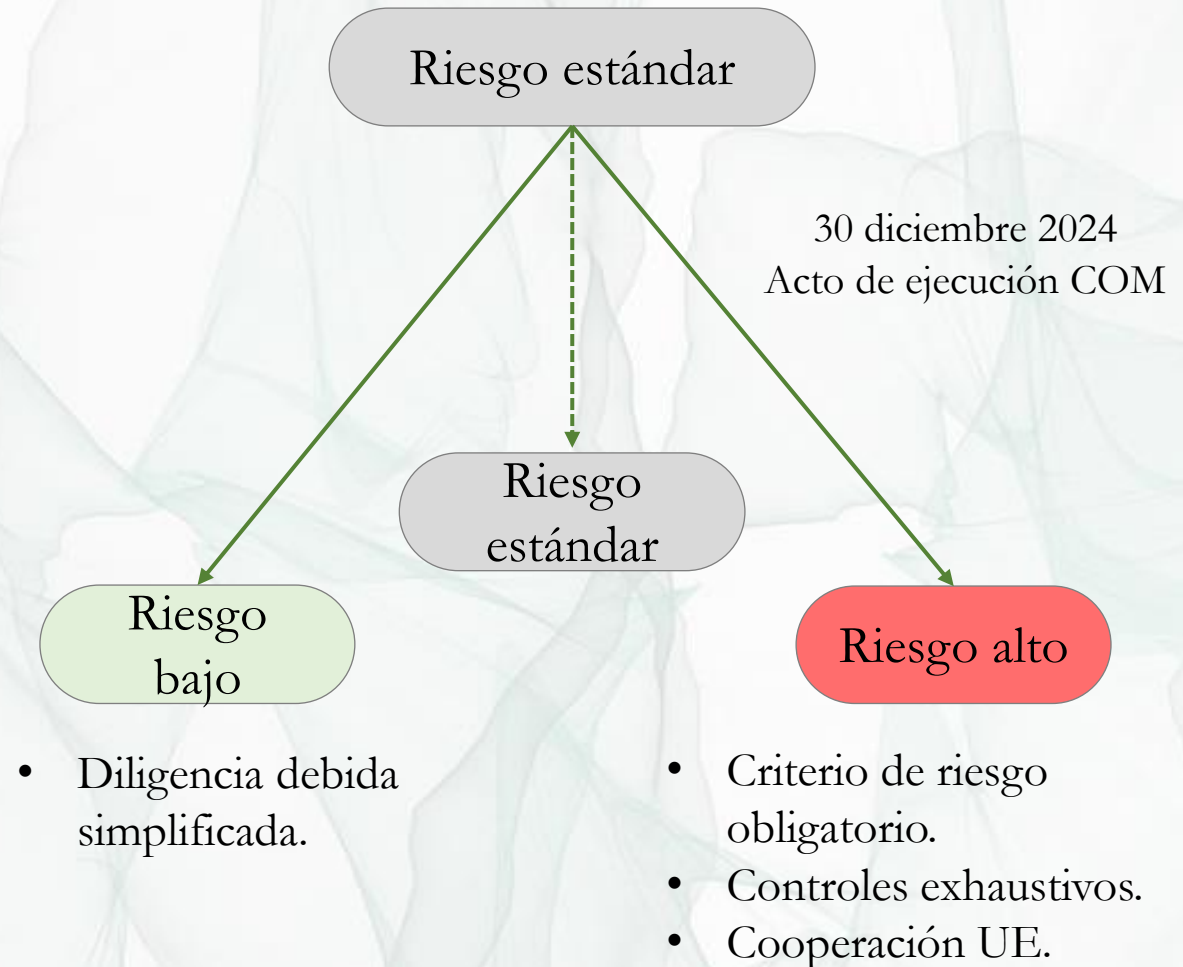 Riesgo estándar
30 diciembre 2024
Acto de ejecución COM
Riesgo
estándar
Riesgo
bajo
Riesgo alto
• Diligencia debida
simplificada.
• Criterio de riesgo
obligatorio.
• Controles exhaustivos.
• Cooperación UE.